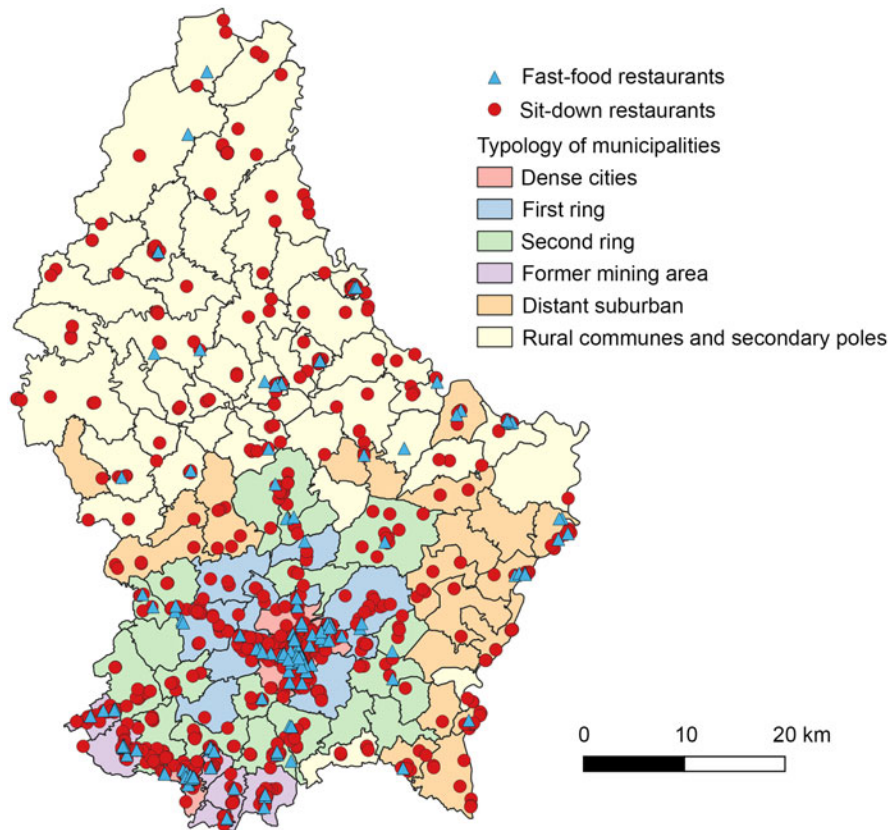 Fast-food restaurants
Sit-down restaurants
Typology of municipalities
Dense cities
First ring
Second ring
Former mining area
Distant suburban
Rural communes and secondary poles
0 10 20 km